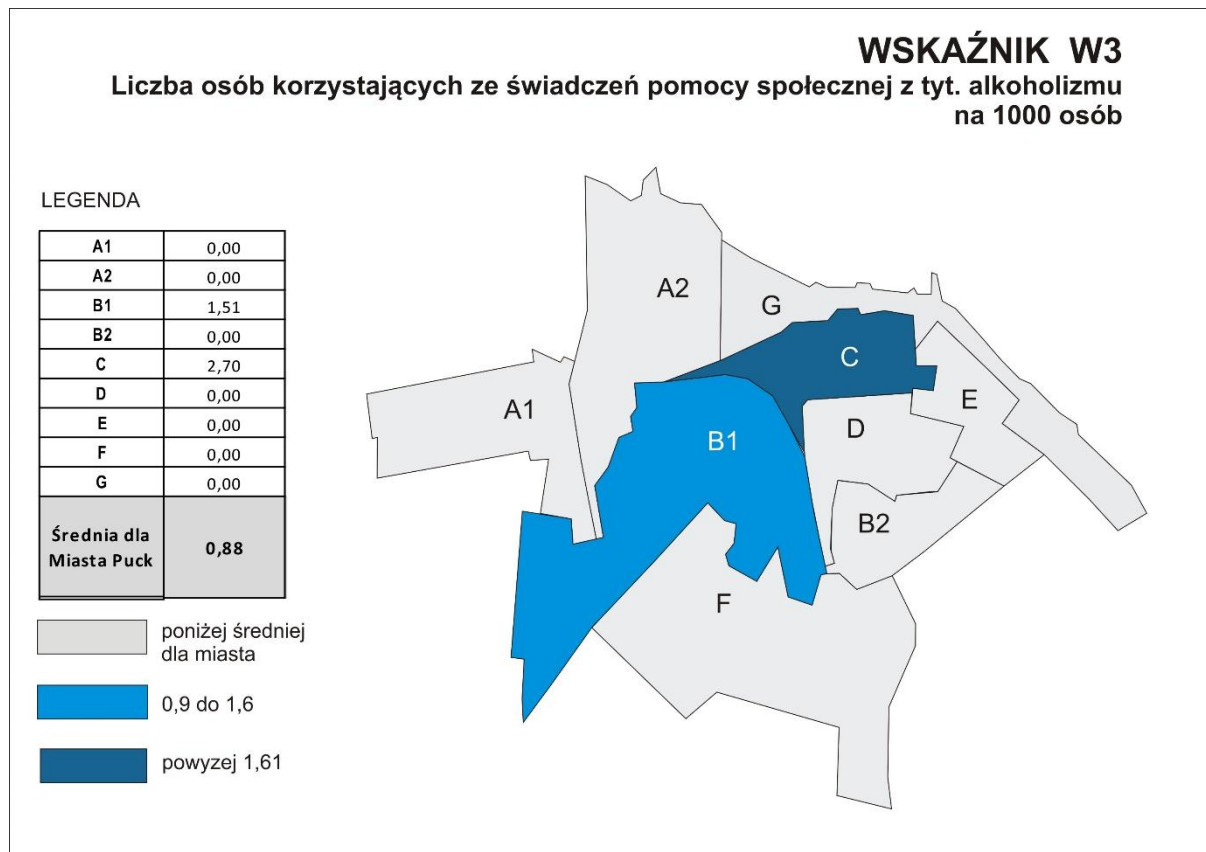 WSKAŹNIK W3
Liczba osób korzystających ze świadczeń pomocy społecznej z tyt. alkoholizmu
na 1000 osób
LEGENDA
A1 0,00
A2 0,00
B1 1,51
B2 0,00
C 2,70
D 0,00
E 0,00
F 0,00
G 0,00
Średnia dla
Miasta Puck 0,88
poniżej średniej
dla miasta
0,9 do 1,6
powyzej 1,61
A2
G
C
A1
E
D
B1
B2
F